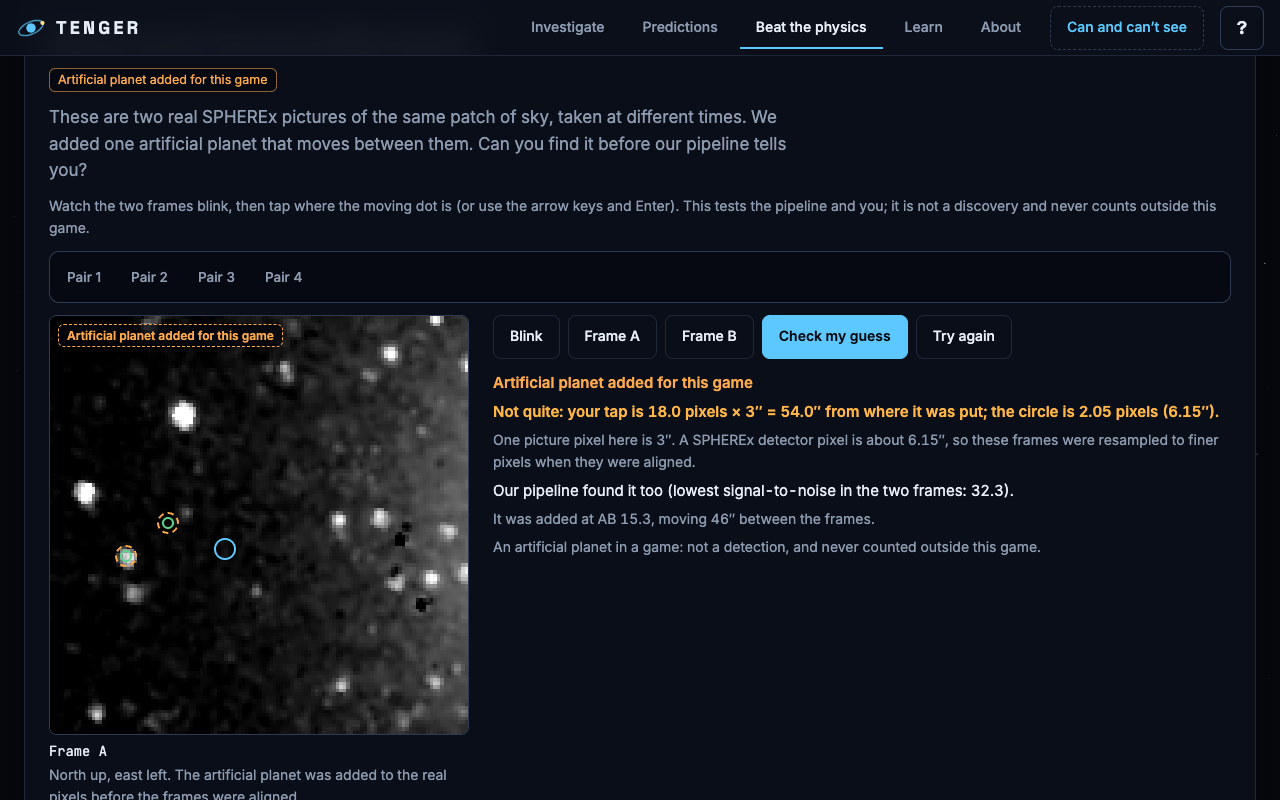 TENGER
Investigate
Predictions
Beat the physics
Learn
About
Can and can't see
?
Artificial planet added for this game
These are two real SPHEREx pictures of the same patch of sky, taken at different times. We
added one artificial planet that moves between them. Can you find it before our pipeline tells
you?
Watch the two frames blink, then tap where the moving dot is (or use the arrow keys and Enter). This tests the pipeline and you; it is not a discovery and never counts outside this
game.
Pair 1
Pair 2
Pair 3
Pair 4
Artificial planet added for this game
Blink
Frame A
Frame B
Check my guess
Try again
Artificial planet added for this game
Not quite: your tap is 18.0 pixels × 3″ = 54.0″ from where it was put; the circle is 2.05 pixels (6.15″).
One picture pixel here is 3″. A SPHEREx detector pixel is about 6.15″, so these frames were resampled to finer
pixels when they were aligned.
Our pipeline found it too (lowest signal-to-noise in the two frames: 32.3).
It was added at AB 15.3, moving 46″ between the frames.
An artificial planet in a game: not a detection, and never counted outside this game.
Frame A
North up, east left. The artificial planet was added to the real
pixels before the frames were aligned.